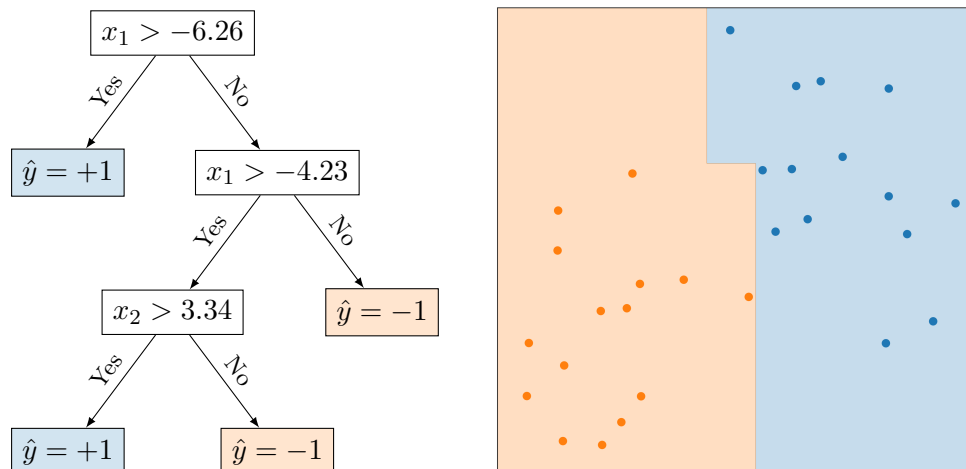 x₁ > −6.26
Yes
No
ŷ = +1
x₁ > −4.23
Yes
No
x₂ > 3.34
ŷ = −1
Yes
No
ŷ = +1
ŷ = −1